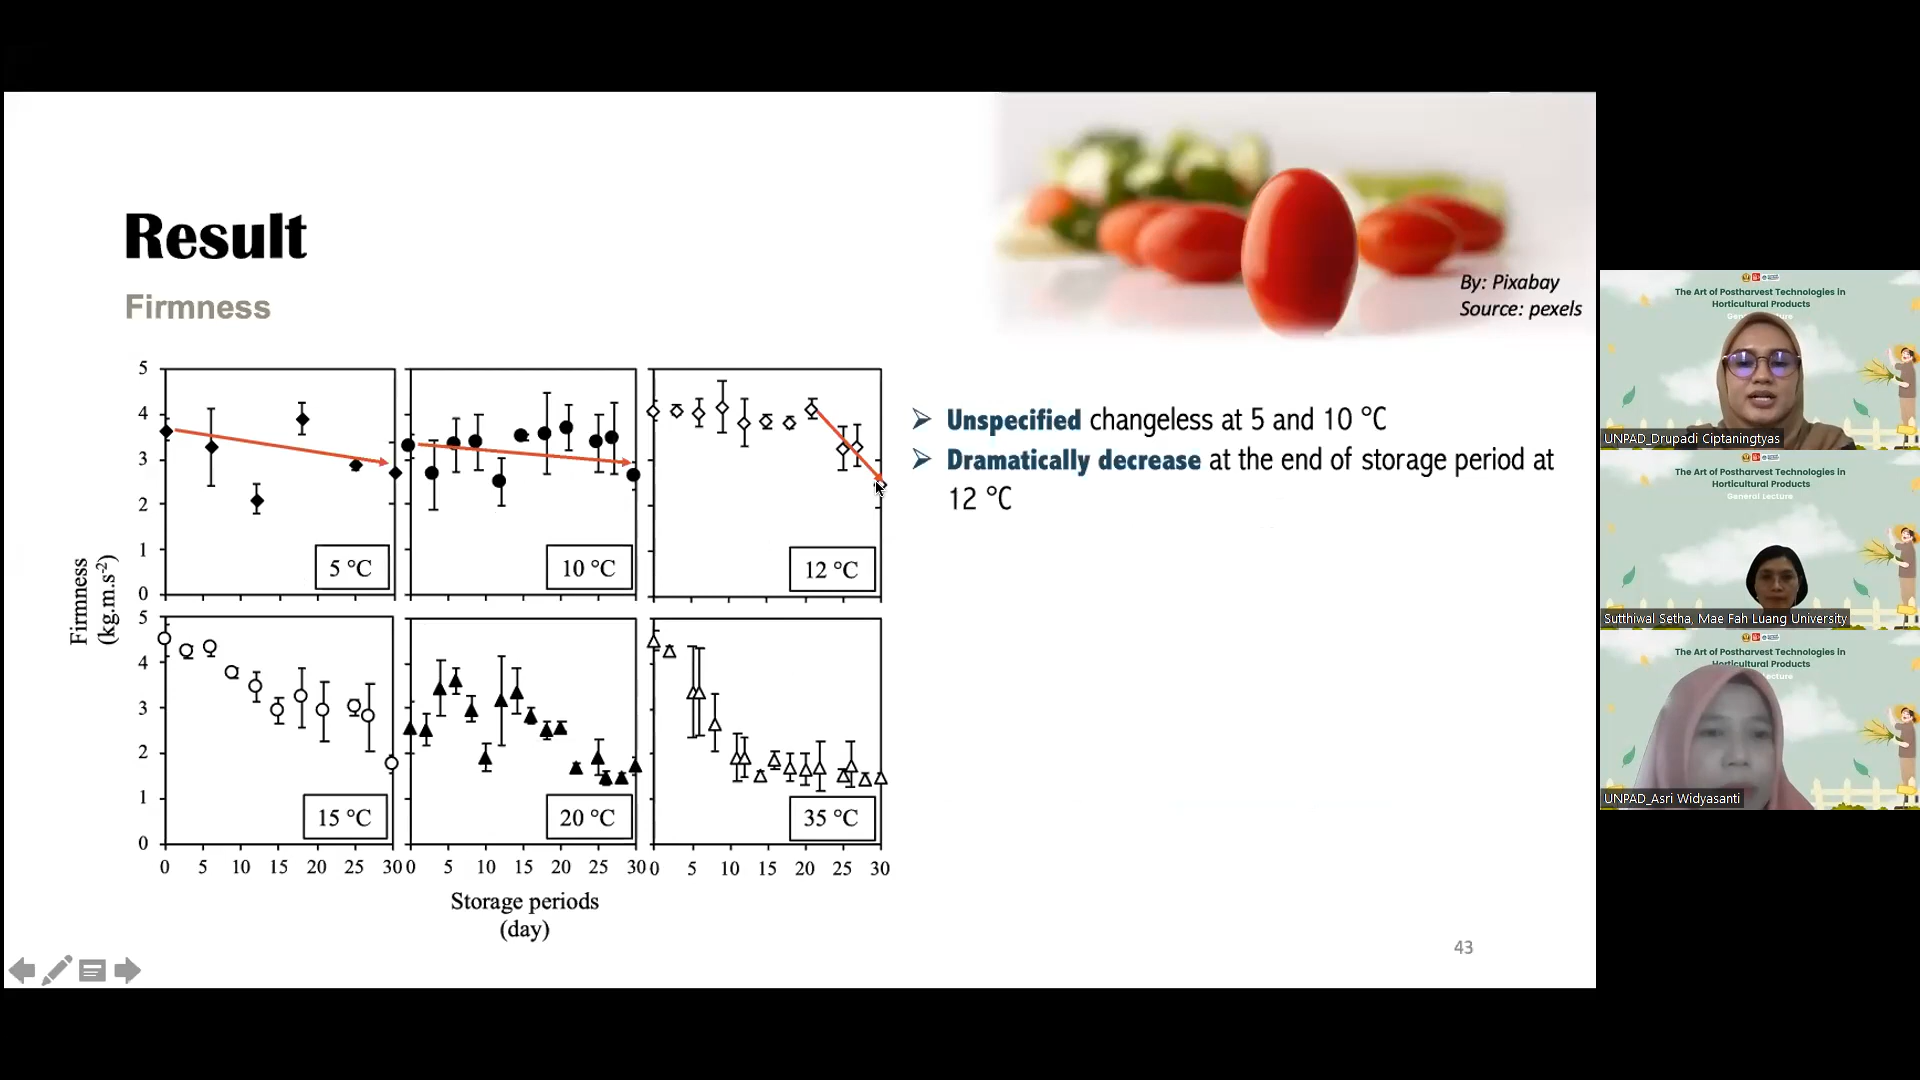 Result
Firmness
By: Pixabay
Source: pexels
5
4
3
2
1
0
5 °C
10 °C
12 °C
Firmness
(kg.m.s⁻²)
5
4
3
2
1
0
15 °C
20 °C
35 °C
0 5 10 15 20 25 30 0 5 10 15 20 25 30 0 5 10 15 20 25 30
Storage periods
(day)
➢ Unspecified changeless at 5 and 10 °C
➢ Dramatically decrease at the end of storage period at
12 °C
43
The Art of Postharvest Technologies in
Horticultural Products
UNPAD_Drupadi Ciptaningtyas
The Art of Postharvest Technologies in
Horticultural Products
General Lecture
Sutthiwal Setha, Mae Fah Luang University
The Art of Postharvest Technologies in
Horticultural Products
UNPAD_Asri Widyasanti